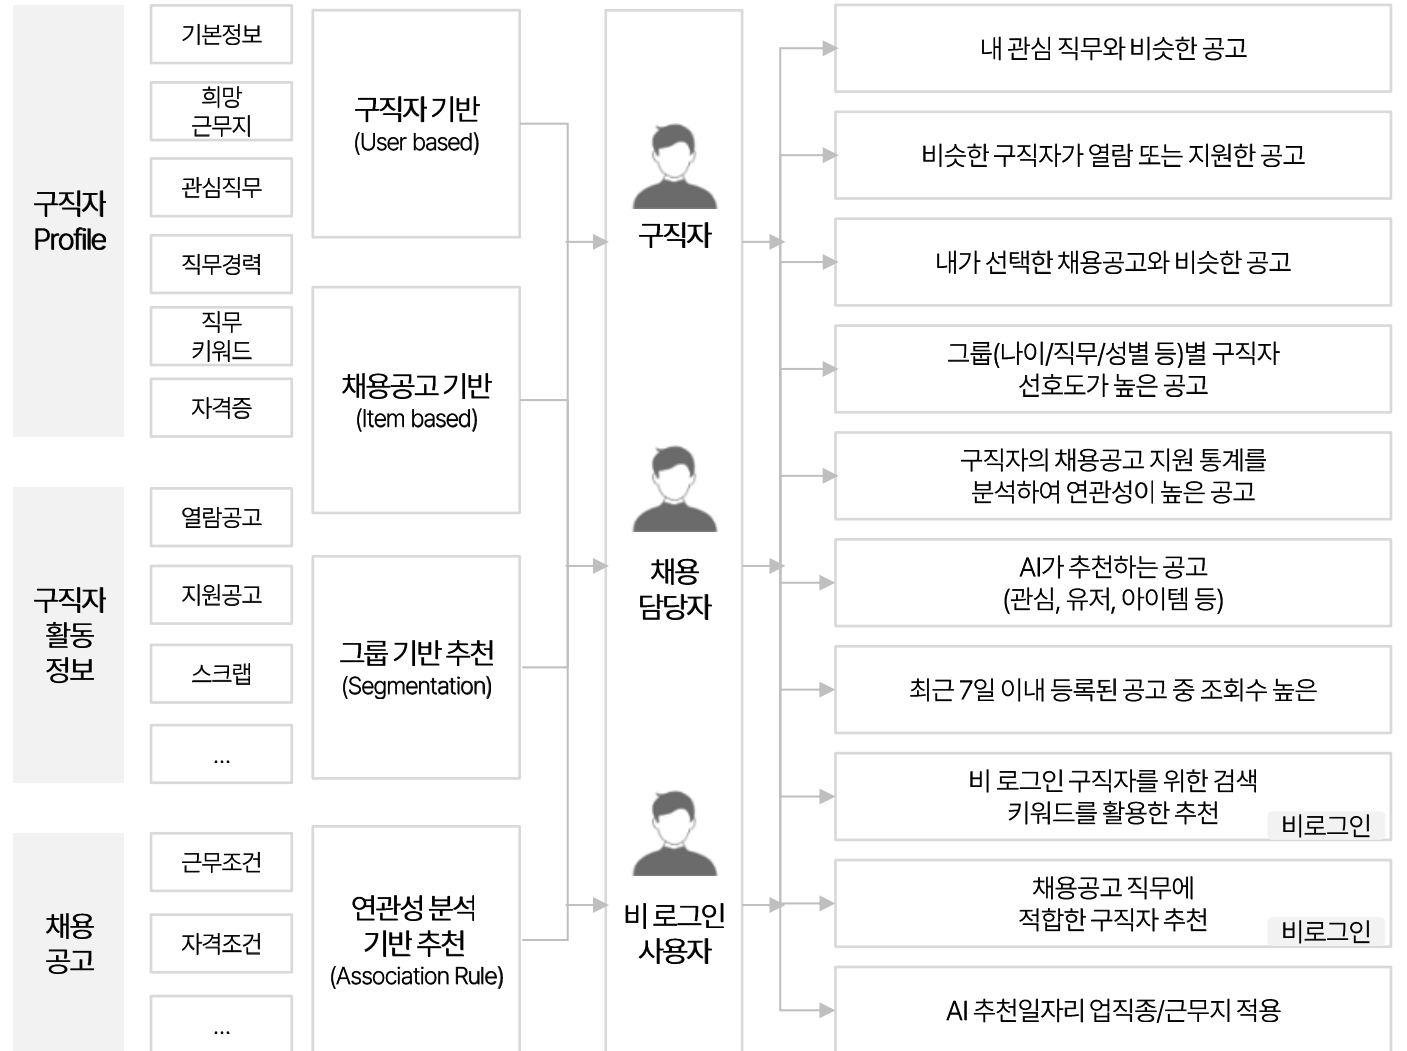 구직자
Profile
기본정보
희망
근무지
관심직무
직무경력
직무
키워드
자격증
구직자
활동
정보
열람공고
지원공고
스크랩
...
채용
공고
근무조건
자격조건
...
구직자 기반
(User based)
채용공고 기반
(Item based)
그룹 기반 추천
(Segmentation)
연관성 분석
기반 추천
(Association Rule)
구직자
채용
담당자
비 로그인
사용자
내 관심 직무와 비슷한 공고
비슷한 구직자가 열람 또는 지원한 공고
내가 선택한 채용공고와 비슷한 공고
그룹(나이/직무/성별 등)별 구직자
선호도가 높은 공고
구직자의 채용공고 지원 통계를
분석하여 연관성이 높은 공고
AI가 추천하는 공고
(관심, 유저, 아이템 등)
최근 7일 이내 등록된 공고 중 조회수 높은
비 로그인 구직자를 위한 검색
키워드를 활용한 추천
비로그인
채용공고 직무에
적합한 구직자 추천
비로그인
AI 추천일자리 업직종/근무지 적용